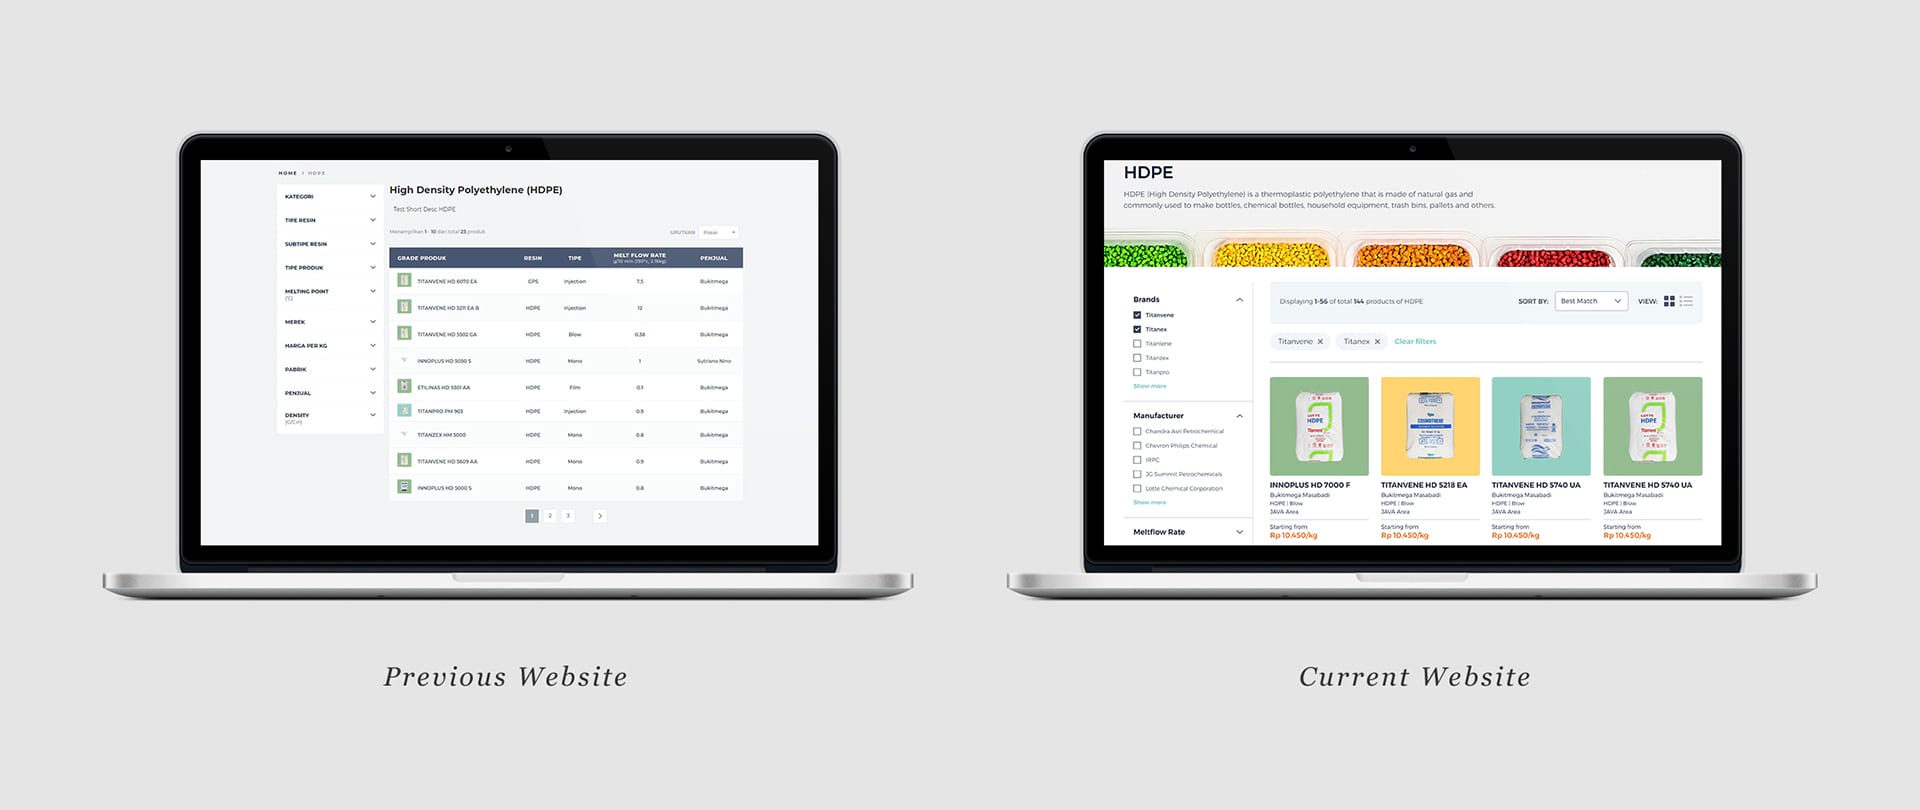 HOME > HDPE
KATEGORI
TIPE RESIN
SUBTIPE RESIN
TIPE PRODUK
MELTING POINT
(°C)
MEREK
HARGA PER KG
PABRIK
PENJUAL
DENSITY
High Density Polyethylene (HDPE)
Test Short Desc HDPE
Menampilkan 1 - 10 dari total 23 produk
URUTKAN Posisi
GRADE PRODUK RESIN TIPE MELT FLOW RATE PENJUAL
g/10 min (190°c, 2.16kg)
TITANVENE HD 6070 EA GPS Injection 7.5 Bukitmega
TITANVENE HD 5211 EA B HDPE Injection 12 Bukitmega
TITANVENE HD 5502 GA HDPE Blow 0.38 Bukitmega
INNOPLUS HD 5050 S HDPE Mono 1 Sutrisno Nino
ETILINAS HD 5301 AA HDPE Film 0.1 Bukitmega
TITANPRO PM 903 HDPE Injection 0.9 Bukitmega
TITANZEX HM 5000 HDPE Mono 0.8 Bukitmega
TITANVENE HD 5609 AA HDPE Mono 0.9 Bukitmega
INNOPLUS HD 5000 S HDPE Mono 0.8 Bukitmega
1 2 3 >
Previous Website
HDPE
HDPE (High Density Polyethylene) is a thermoplastic polyethylene that is made of natural gas and
commonly used to make bottles, chemical bottles, household equipment, trash bins, pallets and others.
Brands
Titanvene
Titanex
Titanlene
Titanzex
Titanpro
Show more
Manufacturer
Chandra Asri Petrochemical
Chevron Philips Chemical
IRPC
JG Summit Petrochemicals
Lotte Chemical Corporation
Show more
Meltflow Rate
Displaying 1-56 of total 144 products of HDPE
SORT BY: Best Match VIEW:
Titanvene ✕ Titanex ✕ Clear filters
LOTTE
HDPE
Titanvene
COSMOTHENE
LOTTE
HDPE
Titanvene
INNOPLUS HD 7000 F
Bukitmega Masabadi
HDPE | Blow
JAVA Area
Starting from
Rp 10.450/kg
TITANVENE HD 5218 EA
Bukitmega Masabadi
HDPE | Blow
JAVA Area
Starting from
Rp 10.450/kg
TITANVENE HD 5740 UA
Bukitmega Masabadi
HDPE | Blow
JAVA Area
Starting from
Rp 10.450/kg
TITANVENE HD 5740 UA
Bukitmega Masabadi
HDPE | Blow
JAVA Area
Starting from
Rp 10.450/kg
Current Website